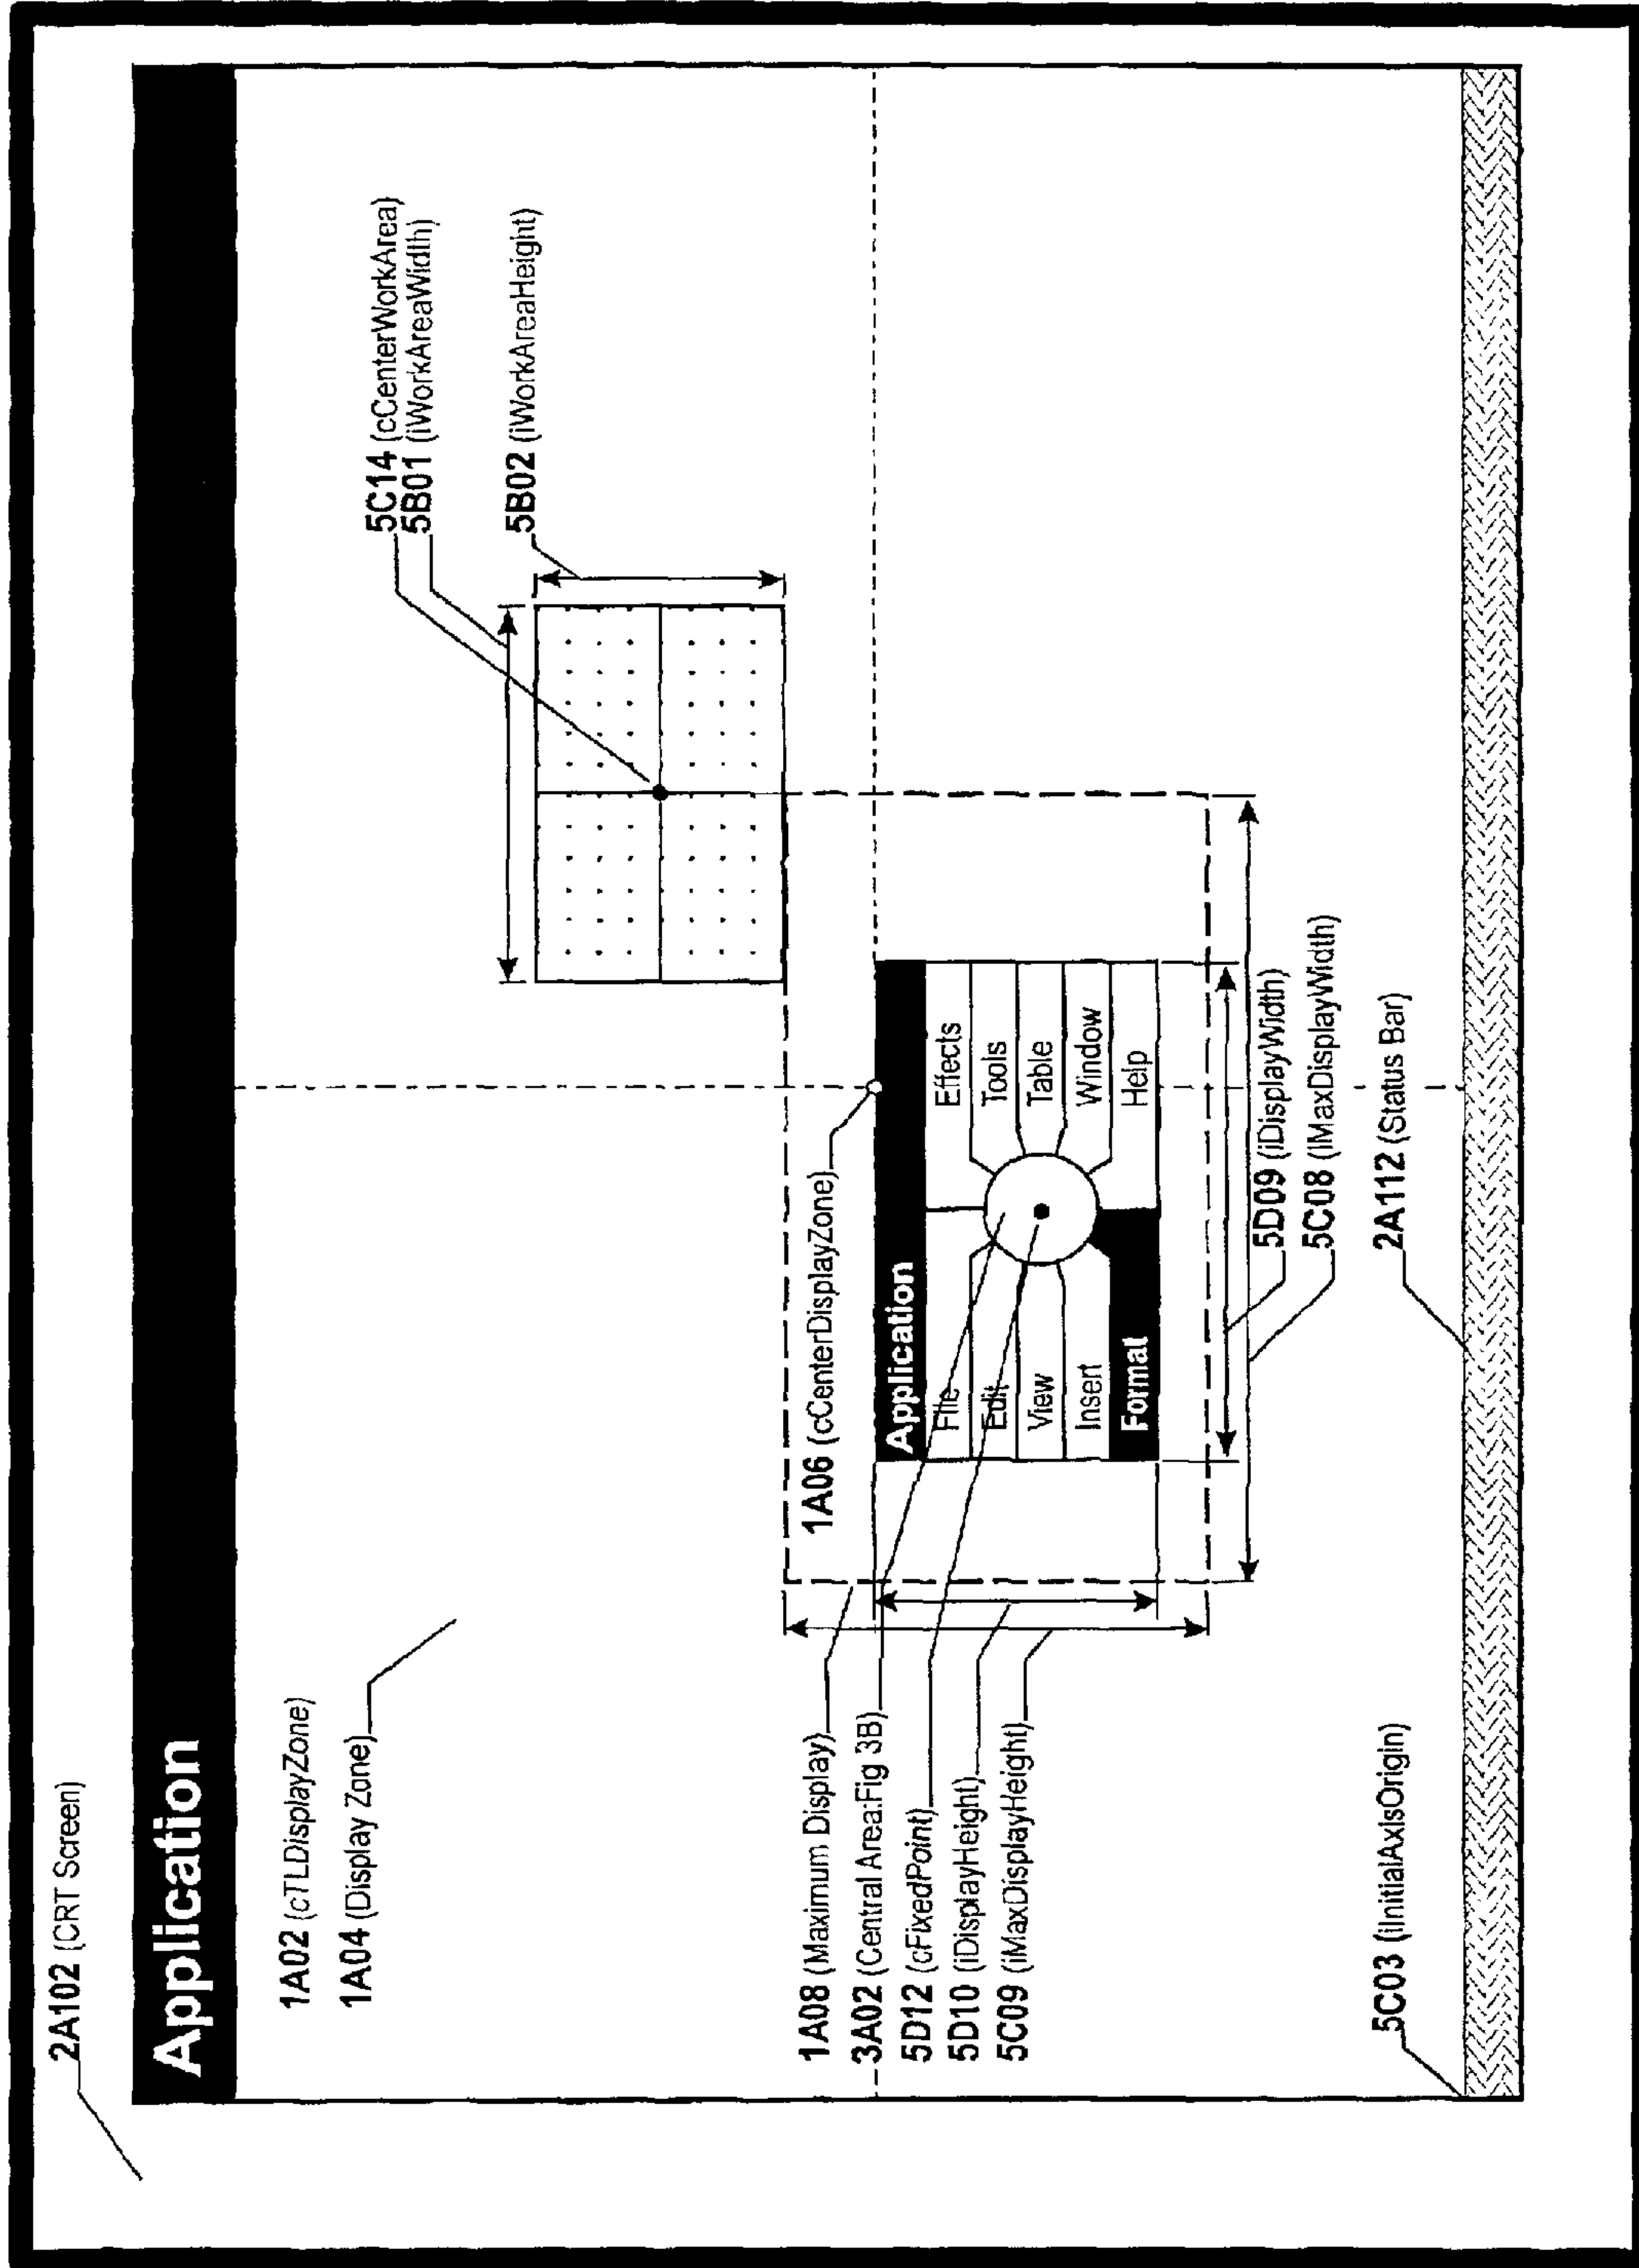 2A102 (CRT Screen)
Application
1A02 (cTLDisplayZone)
1A04 (Display Zone)
5C14 (cCenterWorkArea)
5B01 (iWorkAreaWidth)
5B02 (iWorkAreaHeight)
1A06 (cCenterDisplayZone)
1A08 (Maximum Display)
3A02 (Central Area:Fig 3B)
5D12 (cFixedPoint)
5D10 (iDisplayHeight)
5C09 (iMaxDisplayHeight)
Application
File
Edit
View
Insert
Format
Effects
Tools
Table
Window
Help
5D09 (iDisplayWidth)
5C08 (iMaxDisplayWidth)
2A112 (Status Bar)
5C03 (iInitialAxisOrigin)